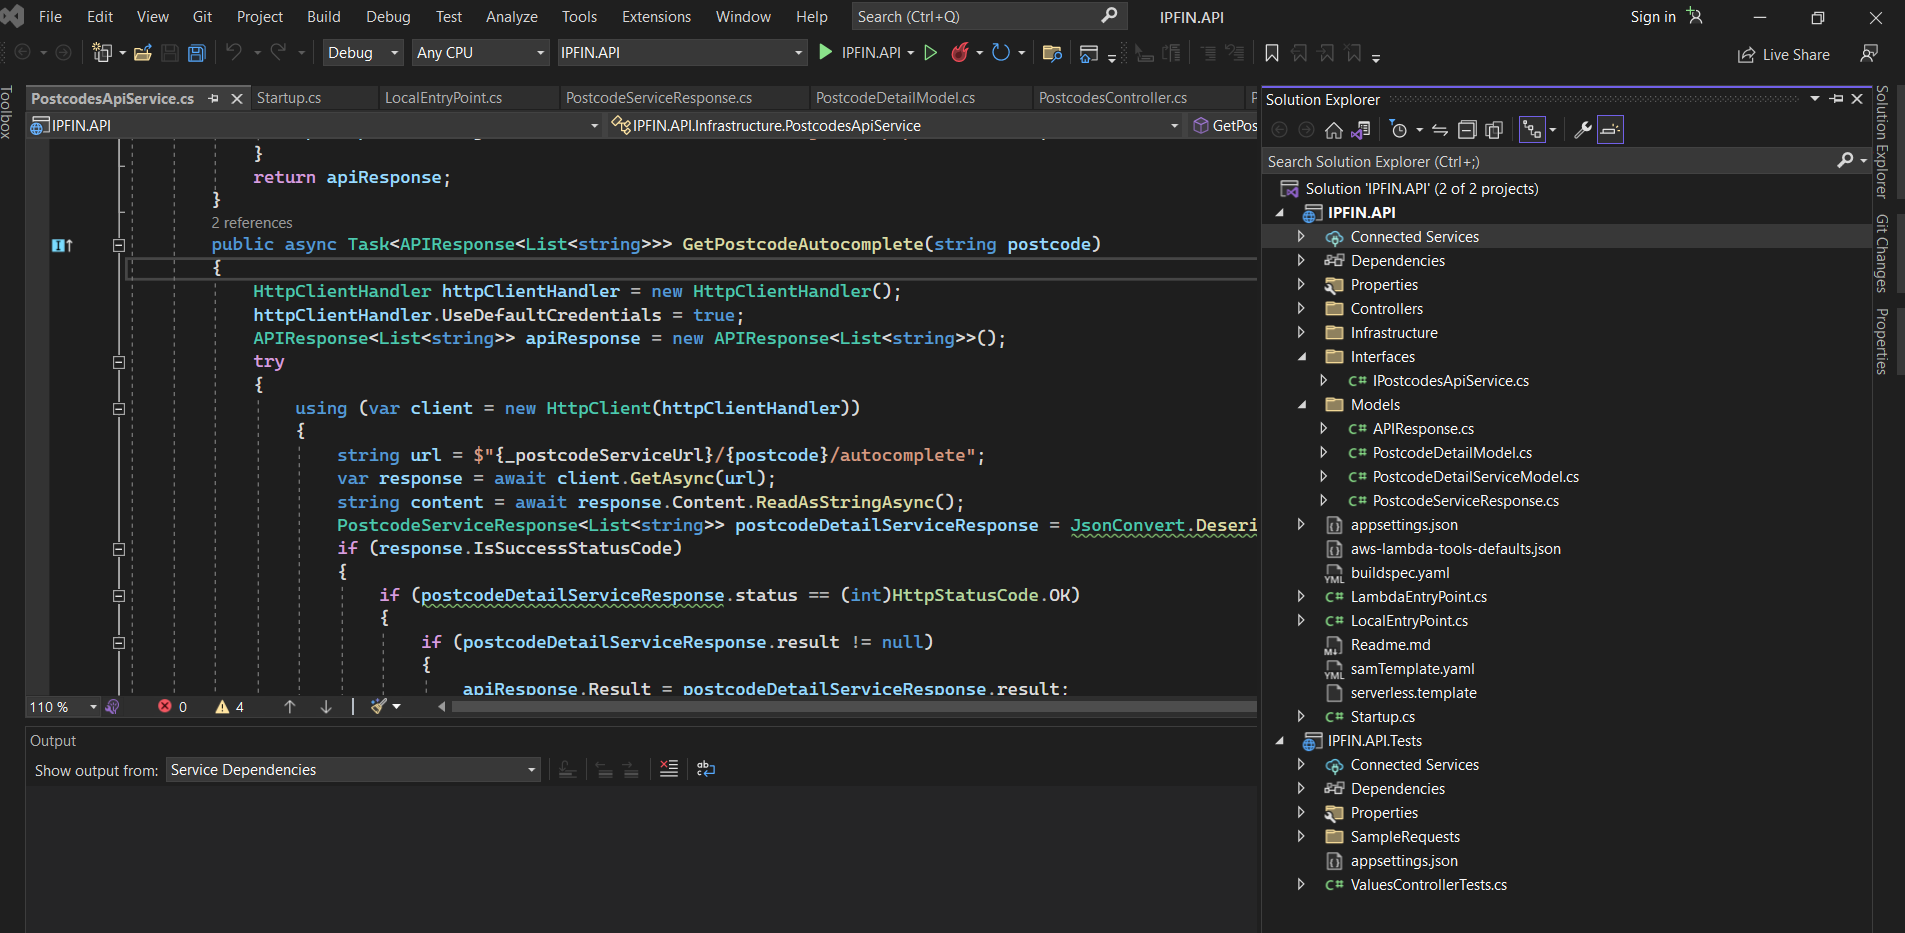 File Edit View Git Project Build Debug Test Analyze Tools Extensions Window Help Search (Ctrl+Q) IPFIN.API Sign in
Debug Any CPU IPFIN.API IPFIN.API Live Share
Toolbox
PostcodesApiService.cs Startup.cs LocalEntryPoint.cs PostcodeServiceResponse.cs PostcodeDetailModel.cs PostcodesController.cs P
IPFIN.API IPFIN.API.Infrastructure.PostcodesApiService GetPos
}
return apiResponse;
}
2 references
public async Task<APIResponse<List<string>>> GetPostcodeAutocomplete(string postcode)
{
HttpClientHandler httpClientHandler = new HttpClientHandler();
httpClientHandler.UseDefaultCredentials = true;
APIResponse<List<string>> apiResponse = new APIResponse<List<string>>();
try
{
using (var client = new HttpClient(httpClientHandler))
{
string url = $"{_postcodeServiceUrl}/{postcode}/autocomplete";
var response = await client.GetAsync(url);
string content = await response.Content.ReadAsStringAsync();
PostcodeServiceResponse<List<string>> postcodeDetailServiceResponse = JsonConvert.Deseri
if (response.IsSuccessStatusCode)
{
if (postcodeDetailServiceResponse.status == (int)HttpStatusCode.OK)
{
if (postcodeDetailServiceResponse.result != null)
{
apiResponse.Result = postcodeDetailServiceResponse.result;
110 % 0 4
Output
Show output from: Service Dependencies
Solution Explorer
Search Solution Explorer (Ctrl+;)
Solution 'IPFIN.API' (2 of 2 projects)
IPFIN.API
Connected Services
Dependencies
Properties
Controllers
Infrastructure
Interfaces
C# IPostcodesApiService.cs
Models
C# APIResponse.cs
C# PostcodeDetailModel.cs
C# PostcodeDetailServiceModel.cs
C# PostcodeServiceResponse.cs
appsettings.json
aws-lambda-tools-defaults.json
YML buildspec.yaml
C# LambdaEntryPoint.cs
C# LocalEntryPoint.cs
Readme.md
YML samTemplate.yaml
serverless.template
C# Startup.cs
IPFIN.API.Tests
Connected Services
Dependencies
Properties
SampleRequests
appsettings.json
C# ValuesControllerTests.cs
Solution Explorer
Git Changes
Properties